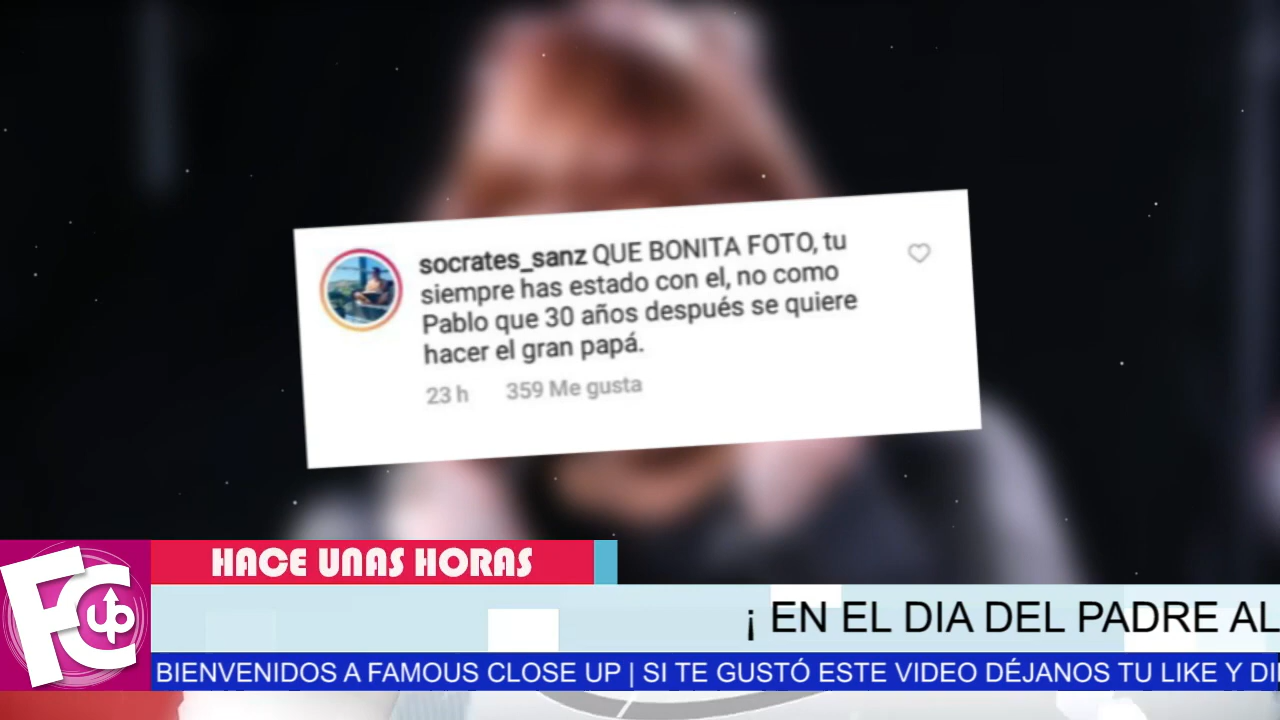 socrates_sanz QUE BONITA FOTO, tu
siempre has estado con el, no como
Pablo que 30 años después se quiere
hacer el gran papá.
23 h 359 Me gusta
HACE UNAS HORAS
¡ EN EL DIA DEL PADRE AL
FC up
BIENVENIDOS A FAMOUS CLOSE UP | SI TE GUSTÓ ESTE VIDEO DÉJANOS TU LIKE Y